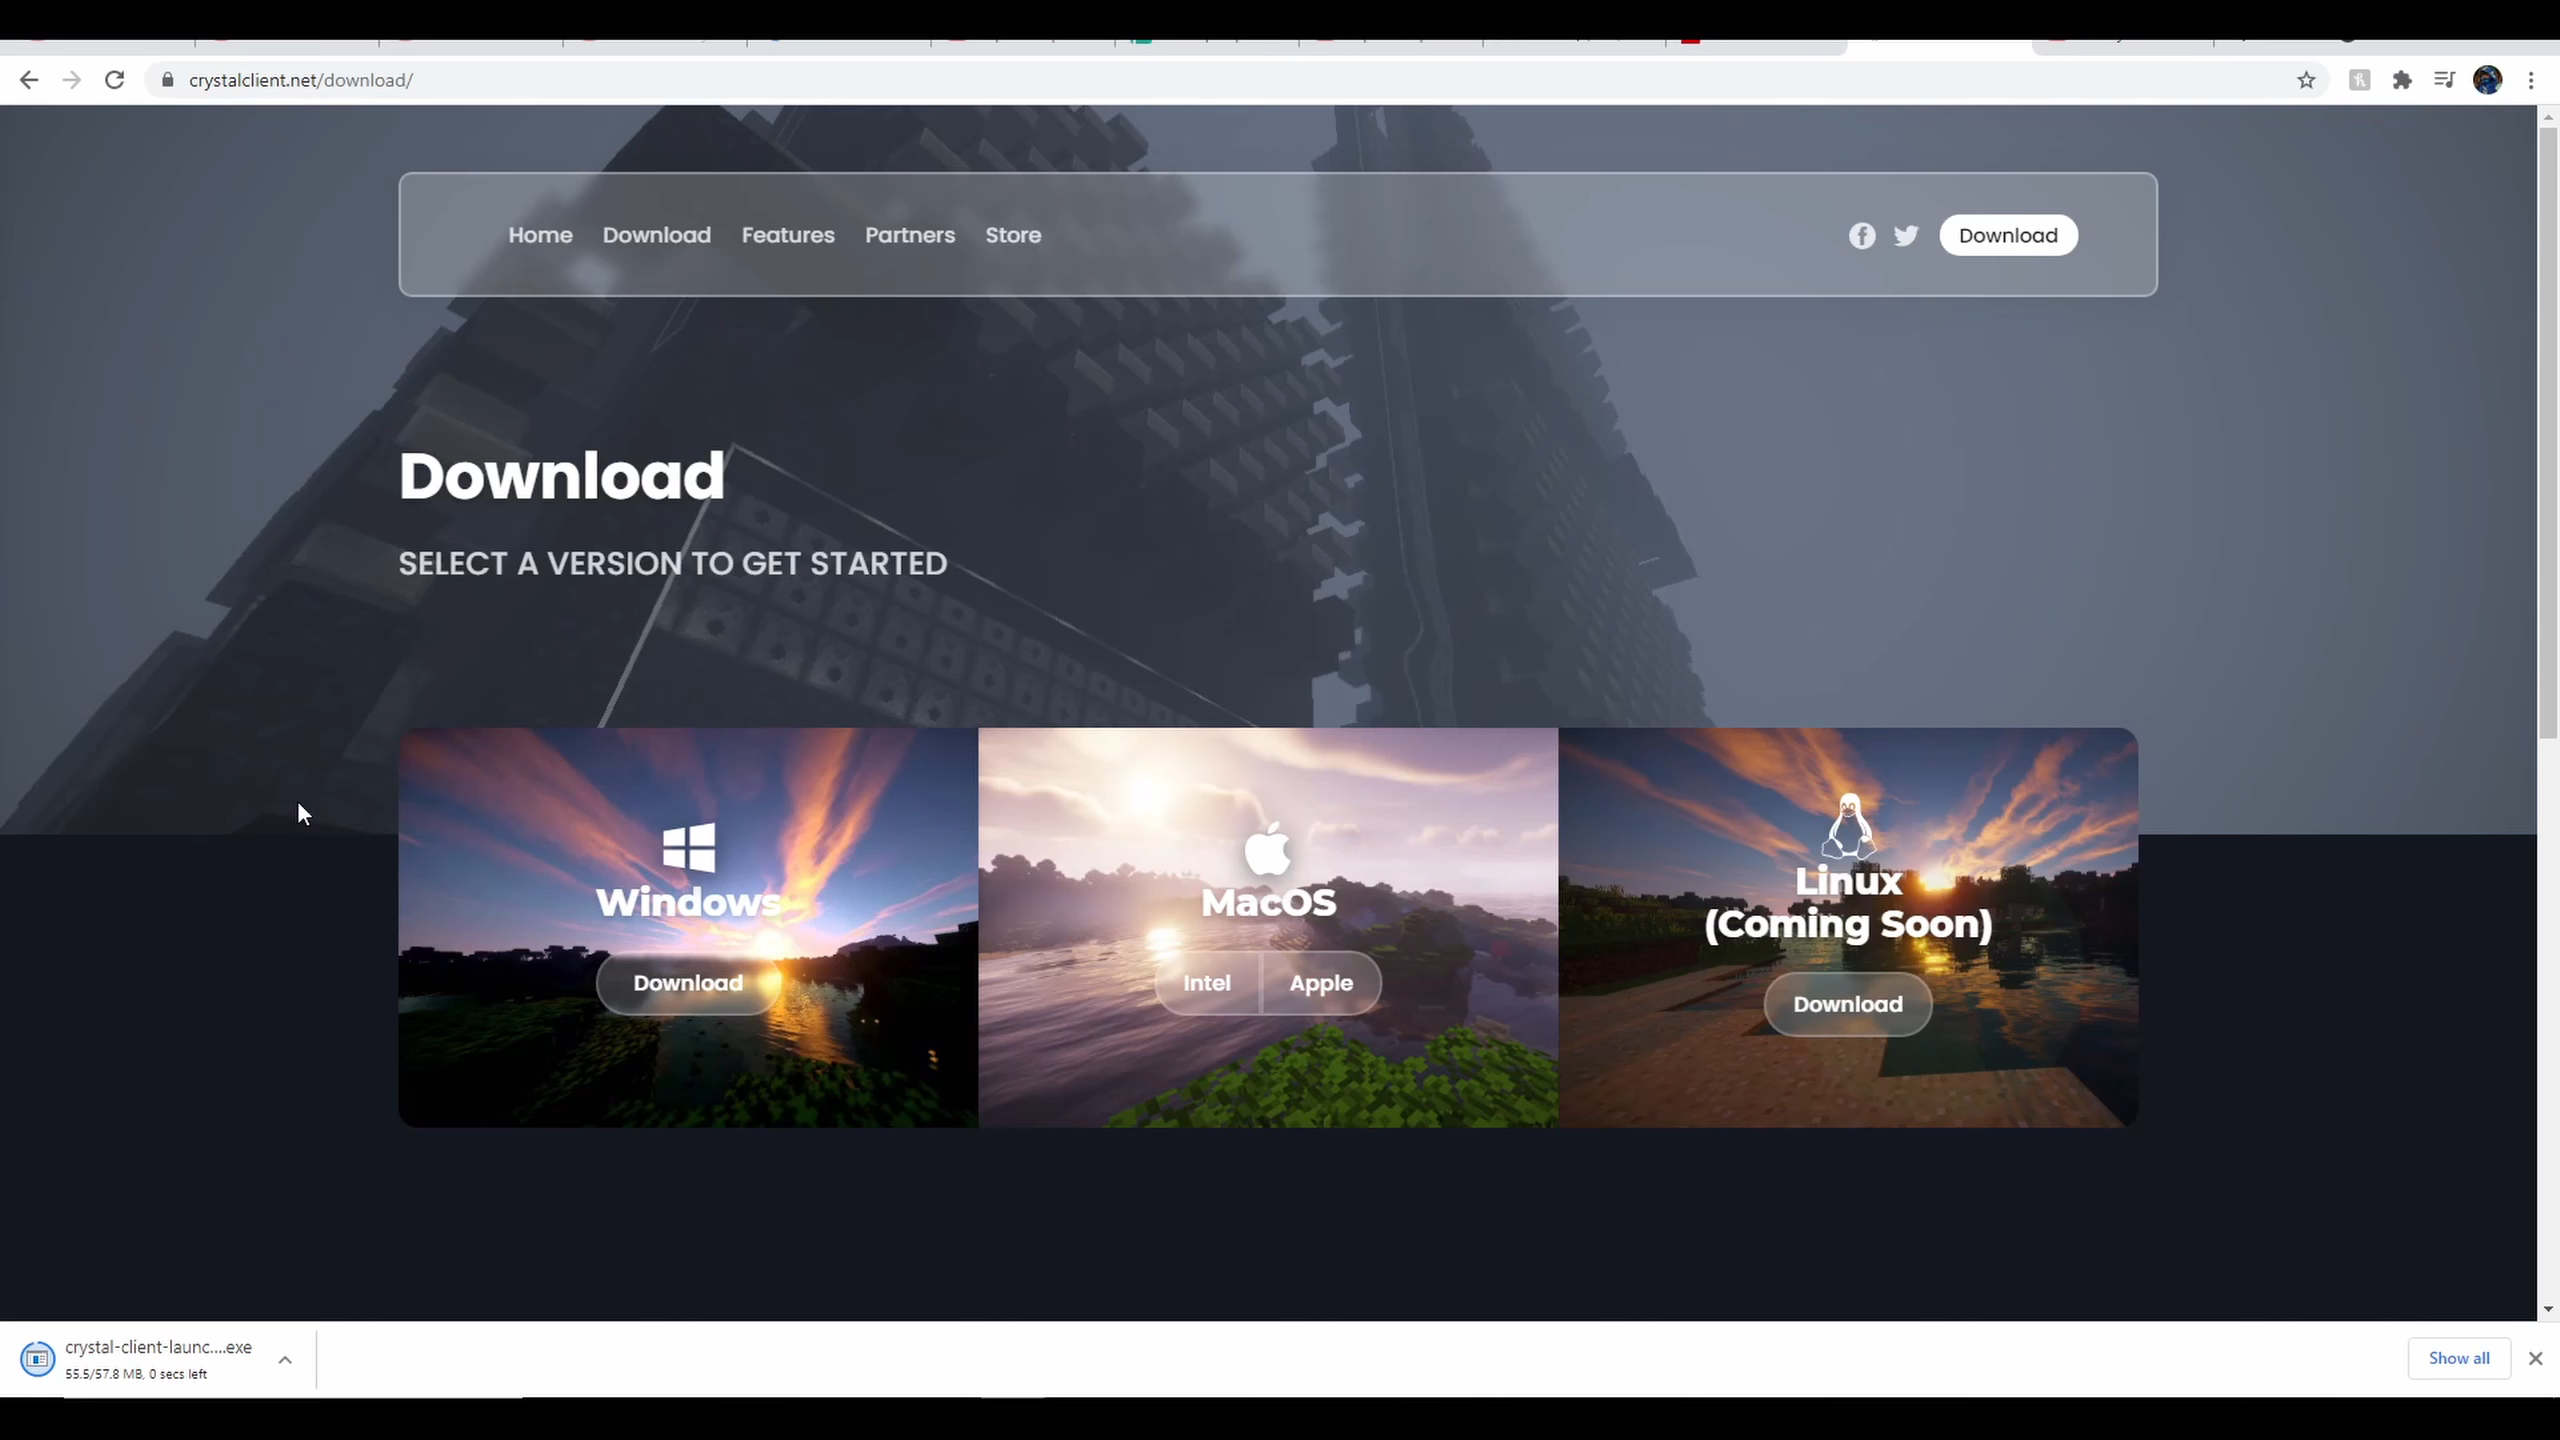 crystalclient.net/download/
Home Download Features Partners Store Download
Download
SELECT A VERSION TO GET STARTED
Windows
Download
MacOS
Intel Apple
Linux
(Coming Soon)
Download
crystal-client-launc....exe
55.5/57.8 MB, 0 secs left
Show all